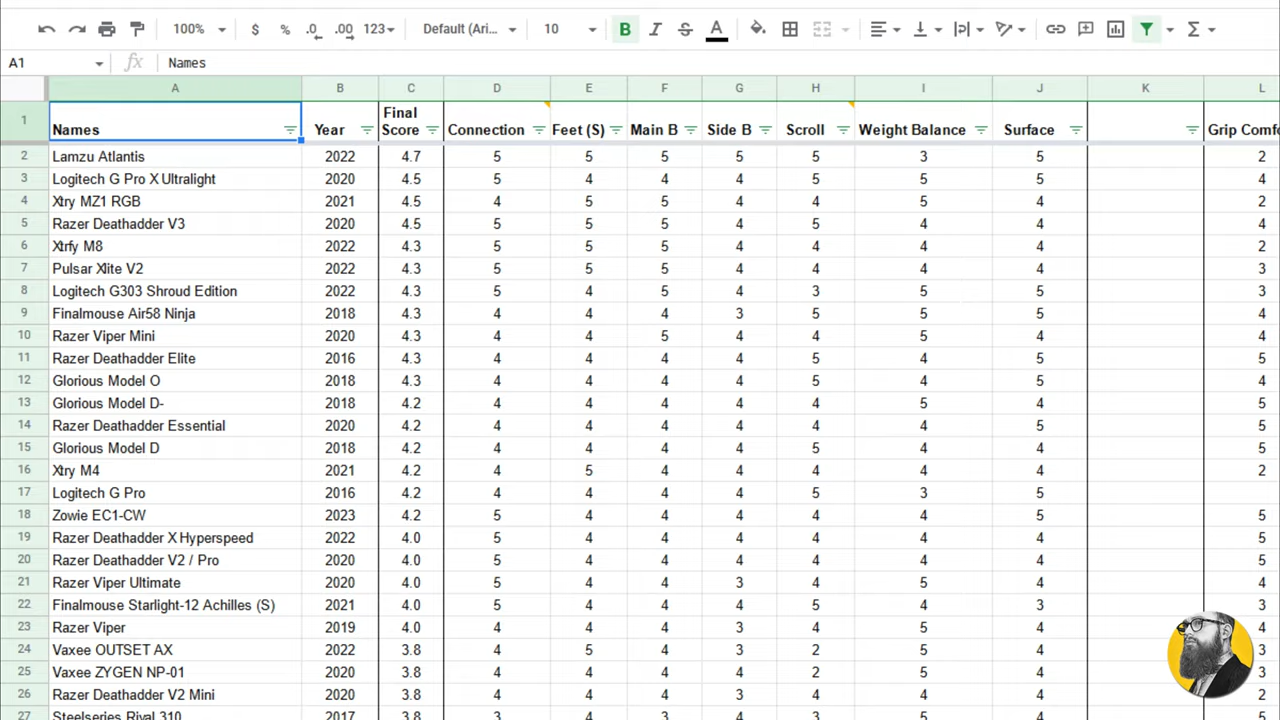 100% $ % .0 .00 123 Default (Ari... 10 B I S A Σ
A1 fx Names
A B C D E F G H I J K L
1 Names Year Final Score Connection Feet (S) Main B Side B Scroll Weight Balance Surface Grip Comfo
2 Lamzu Atlantis 2022 4.7 5 5 5 5 5 3 5 2
3 Logitech G Pro X Ultralight 2020 4.5 5 4 4 4 5 5 5 4
4 Xtry MZ1 RGB 2021 4.5 4 5 5 4 4 5 4 2
5 Razer Deathadder V3 2020 4.5 5 5 5 4 5 4 4 4
6 Xtrfy M8 2022 4.3 5 5 5 4 4 4 4 2
7 Pulsar Xlite V2 2022 4.3 5 5 5 4 4 4 4 3
8 Logitech G303 Shroud Edition 2022 4.3 5 4 5 4 3 5 5 3
9 Finalmouse Air58 Ninja 2018 4.3 4 4 4 3 5 5 5 4
10 Razer Viper Mini 2020 4.3 4 4 5 4 4 5 4 4
11 Razer Deathadder Elite 2016 4.3 4 4 4 4 5 4 5 5
12 Glorious Model O 2018 4.3 4 4 4 4 5 4 5 4
13 Glorious Model D- 2018 4.2 4 4 4 4 4 5 4 5
14 Razer Deathadder Essential 2020 4.2 4 4 4 4 4 4 5 5
15 Glorious Model D 2018 4.2 4 4 4 4 5 4 4 5
16 Xtry M4 2021 4.2 4 5 4 4 4 4 4 2
17 Logitech G Pro 2016 4.2 4 4 4 4 5 3 5
18 Zowie EC1-CW 2023 4.2 5 4 4 4 4 4 5 5
19 Razer Deathadder X Hyperspeed 2022 4.0 5 4 4 4 4 4 4 5
20 Razer Deathadder V2 / Pro 2020 4.0 5 4 4 4 4 4 4 5
21 Razer Viper Ultimate 2020 4.0 5 4 4 3 4 5 4 4
22 Finalmouse Starlight-12 Achilles (S) 2021 4.0 5 4 4 4 5 4 3 3
23 Razer Viper 2019 4.0 4 4 4 3 4 5 4 4
24 Vaxee OUTSET AX 2022 3.8 4 5 4 3 2 5 4 3
25 Vaxee ZYGEN NP-01 2020 3.8 4 4 4 4 2 5 4 3
26 Razer Deathadder V2 Mini 2020 3.8 4 4 4 3 4 4 4 2
27 Steelseries Rival 310 2017 3.8 3 4 4 4 3 5 4 5